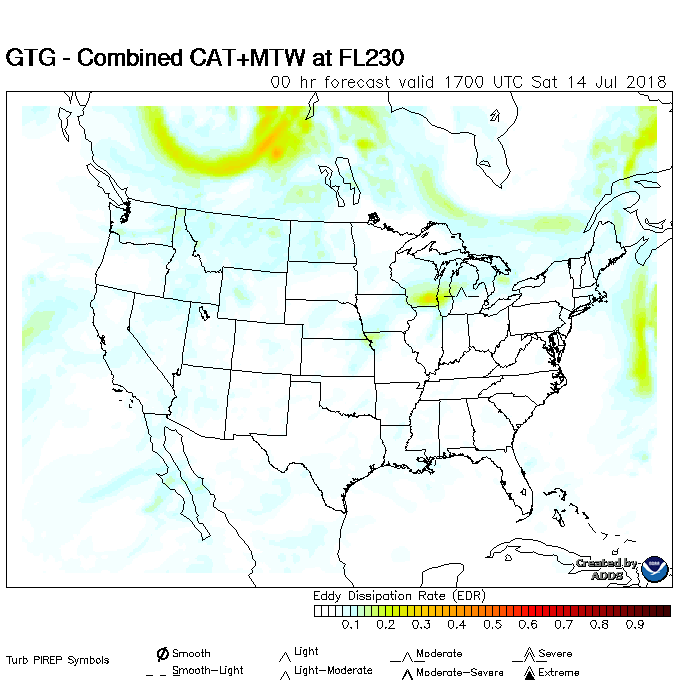 GTG - Combined CAT+MTW at FL230
00 hr forecast valid 1700 UTC Sat 14 Jul 2018
Created by
ADDS
Eddy Dissipation Rate (EDR)
0.1 0.2 0.3 0.4 0.5 0.6 0.7 0.8 0.9
Turb PIREP Symbols
Smooth
Smooth-Light
Light
Light-Moderate
Moderate
Moderate-Severe
Severe
Extreme